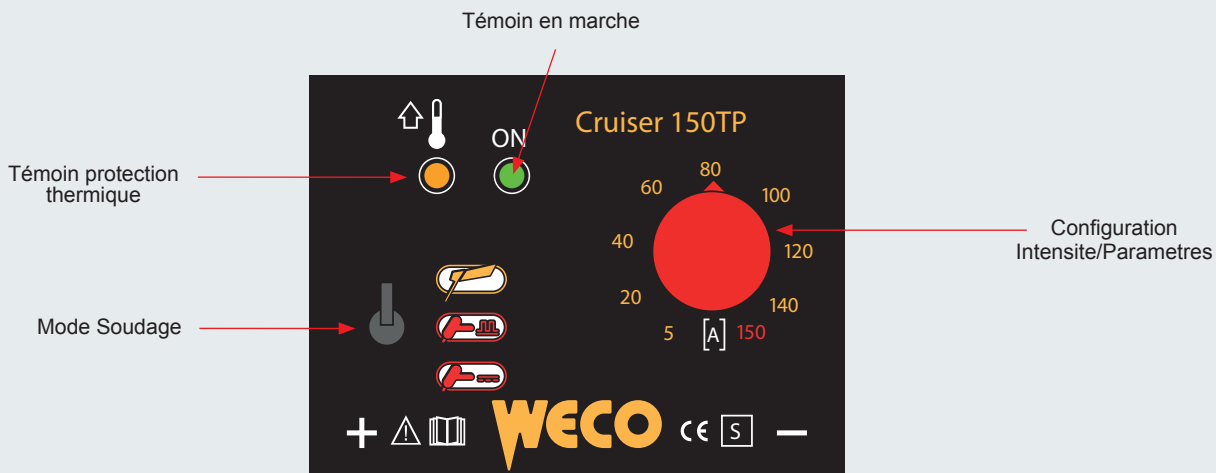 Témoin en marche
Cruiser 150TP
ON
Témoin protection
thermique
80
60
100
Configuration
Intensite/Parametres
40
120
20
140
Mode Soudage
5
[A]
150
WECO
CE
S